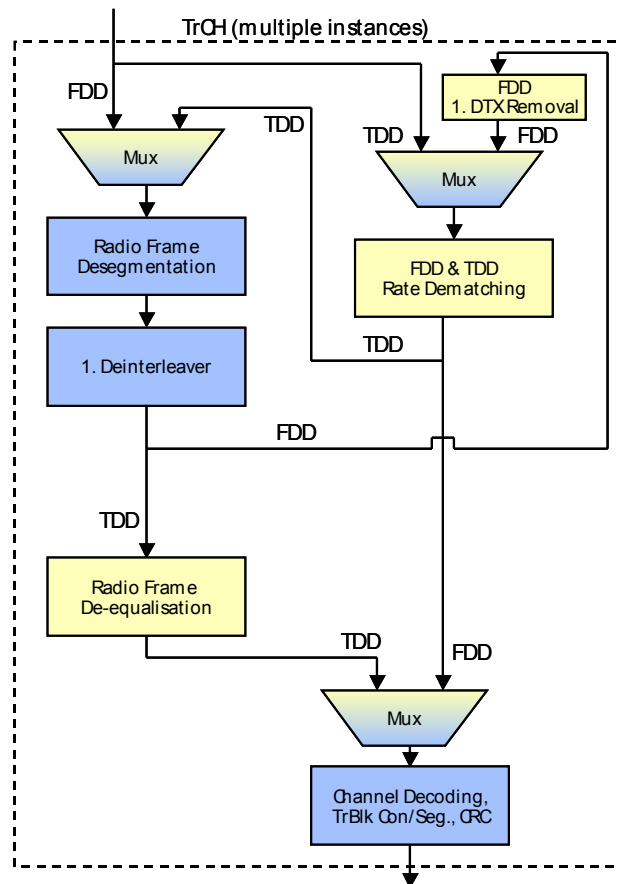 TrCH (multiple instances)
FDD
FDD
1. DTX Removal
TDD
TDD
FDD
Mux
Mux
Radio Frame
Desegmentation
FDD & TDD
Rate Dematching
TDD
1. Deinterleaver
FDD
TDD
Radio Frame
De-equalisation
TDD
FDD
Mux
Channel Decoding,
TrBlk Con/Seg., CRC